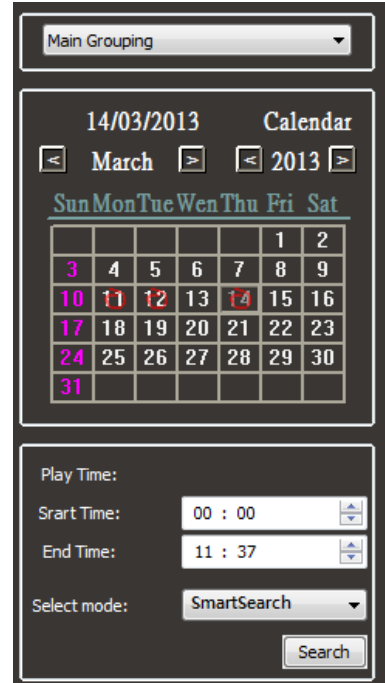 Main Grouping
14/03/2013 Calendar
< March > < 2013 >
Sun Mon Tue Wen Thu Fri Sat
1 2
3 4 5 6 7 8 9
10 11 12 13 14 15 16
17 18 19 20 21 22 23
24 25 26 27 28 29 30
31
Play Time:
Srart Time: 00 : 00
End Time: 11 : 37
Select mode: SmartSearch
Search